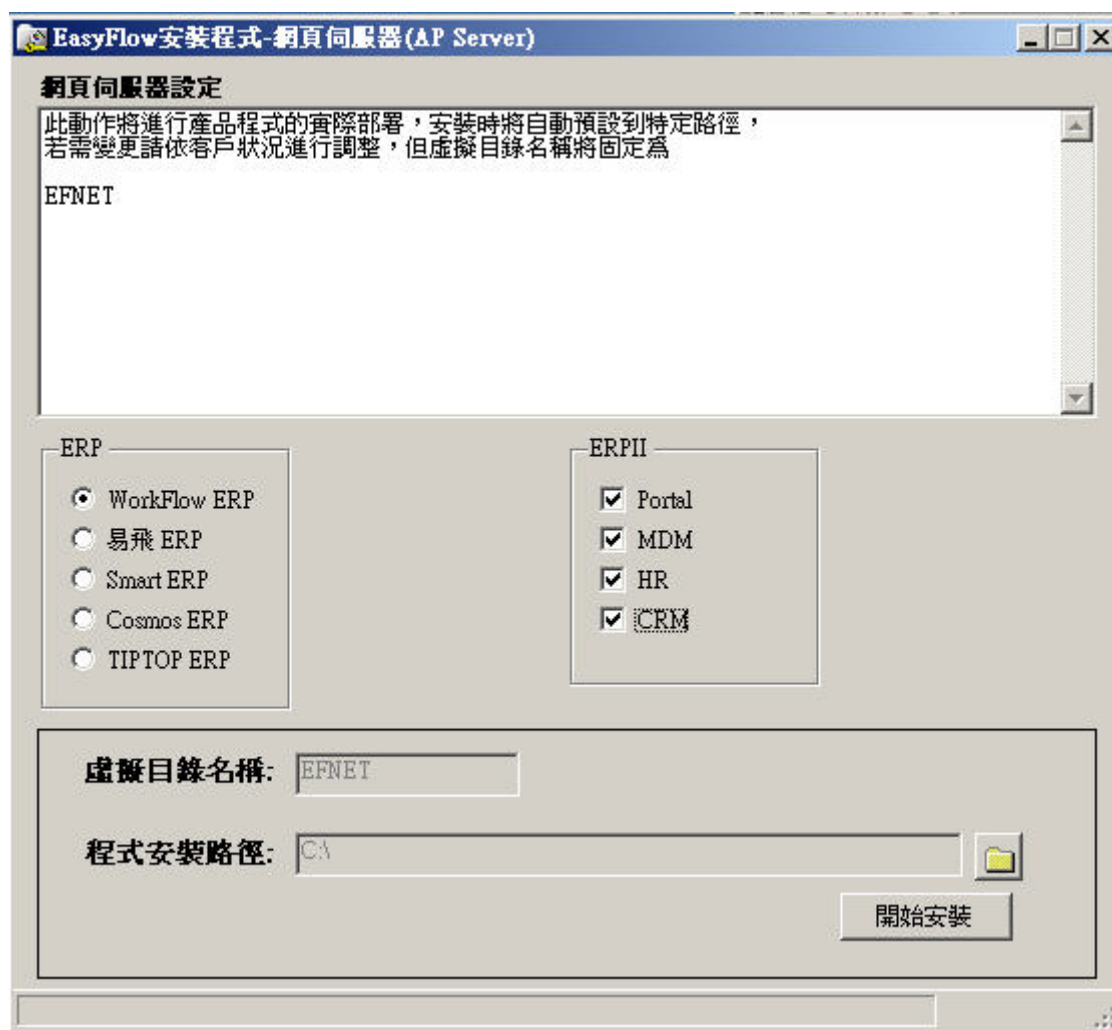 EasyFlow安裝程式-網頁伺服器(AP Server)
網頁伺服器設定
此動作將進行產品程式的實際部署，安裝時將自動預設到特定路徑，
若需變更請依客戶狀況進行調整，但虛擬目錄名稱將固定為
EFNET
ERP
WorkFlow ERP
易飛 ERP
Smart ERP
Cosmos ERP
TIPTOP ERP
ERPII
Portal
MDM
HR
CRM
虛擬目錄名稱: EFNET
程式安裝路徑: C:\
開始安裝